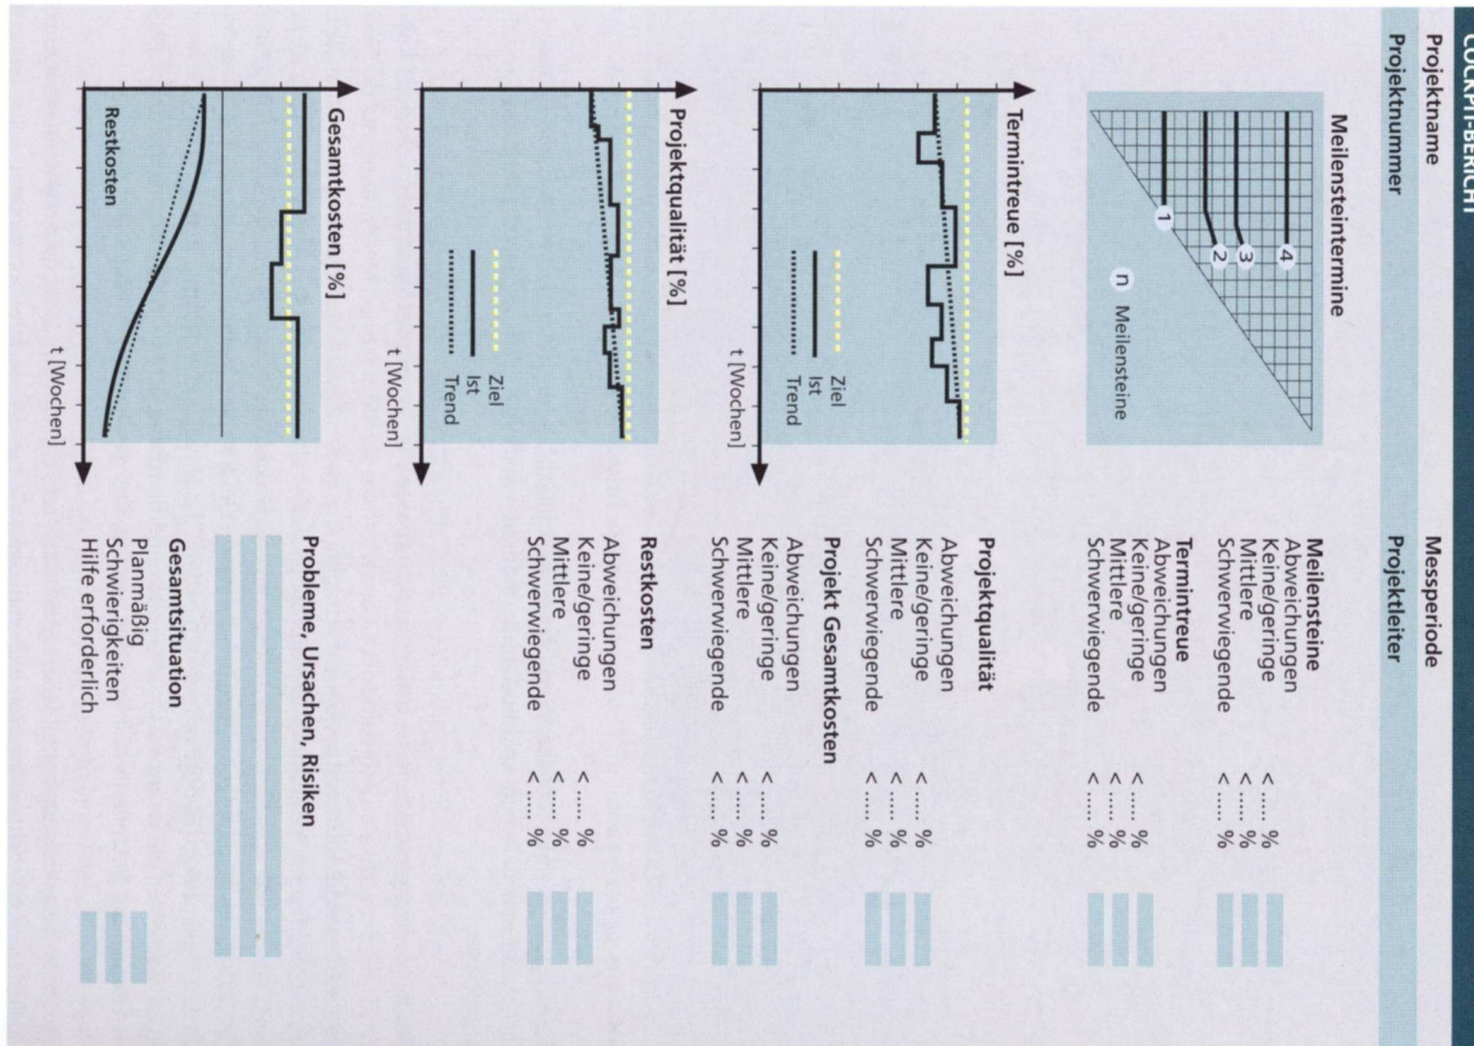 COCKPIT-BERICHT
Projektname
Messperiode
Projektnummer
Projektleiter
Meilensteintermine
1
2
3
4
n Meilensteine
Meilensteine
Abweichungen
Keine/geringe < ..... %
Mittlere < ..... %
Schwerwiegende < ..... %
Termintreue
Abweichungen
Keine/geringe < ..... %
Mittlere < ..... %
Schwerwiegende < ..... %
Termintreue [%]
Ziel
Ist
Trend
t [Wochen]
Projektqualität
Abweichungen
Keine/geringe < ..... %
Mittlere < ..... %
Schwerwiegende < ..... %
Projektqualität [%]
Ziel
Ist
Trend
t [Wochen]
Projekt Gesamtkosten
Abweichungen
Keine/geringe < ..... %
Mittlere < ..... %
Schwerwiegende < ..... %
Restkosten
Abweichungen
Keine/geringe < ..... %
Mittlere < ..... %
Schwerwiegende < ..... %
Gesamtkosten [%]
Restkosten
t [Wochen]
Probleme, Ursachen, Risiken
Gesamtsituation
Planmäßig
Schwierigkeiten
Hilfe erforderlich